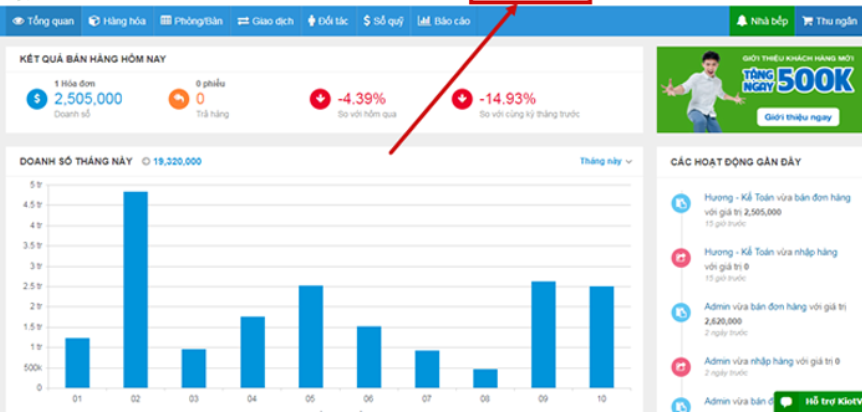 Tổng quan Hàng hóa Phòng/Bàn Giao dịch Đối tác Sổ quỹ Báo cáo Nhà bếp Thu ngân
KẾT QUẢ BÁN HÀNG HÔM NAY
1 Hóa đơn
2,505,000
Doanh số
0 phiếu
0
Trả hàng
-4.39%
So với hôm qua
-14.93%
So với cùng kỳ tháng trước
GIỚI THIỆU KHÁCH HÀNG MỚI
TẶNG NGAY 500K
Giới thiệu ngay
DOANH SỐ THÁNG NÀY 19,320,000
Tháng này
5 tr
4.5 tr
4 tr
3.5 tr
3 tr
2.5 tr
2 tr
1.5 tr
1 tr
500k
0
01 02 03 04 05 06 07 08 09 10
CÁC HOẠT ĐỘNG GẦN ĐÂY
Hương - Kế Toán vừa bán đơn hàng
với giá trị 2,505,000
15 giờ trước
Hương - Kế Toán vừa nhập hàng
với giá trị 0
15 giờ trước
Admin vừa bán đơn hàng với giá trị
2,620,000
2 ngày trước
Admin vừa nhập hàng với giá trị 0
2 ngày trước
Admin vừa bán đ
Hỗ trợ KiotV